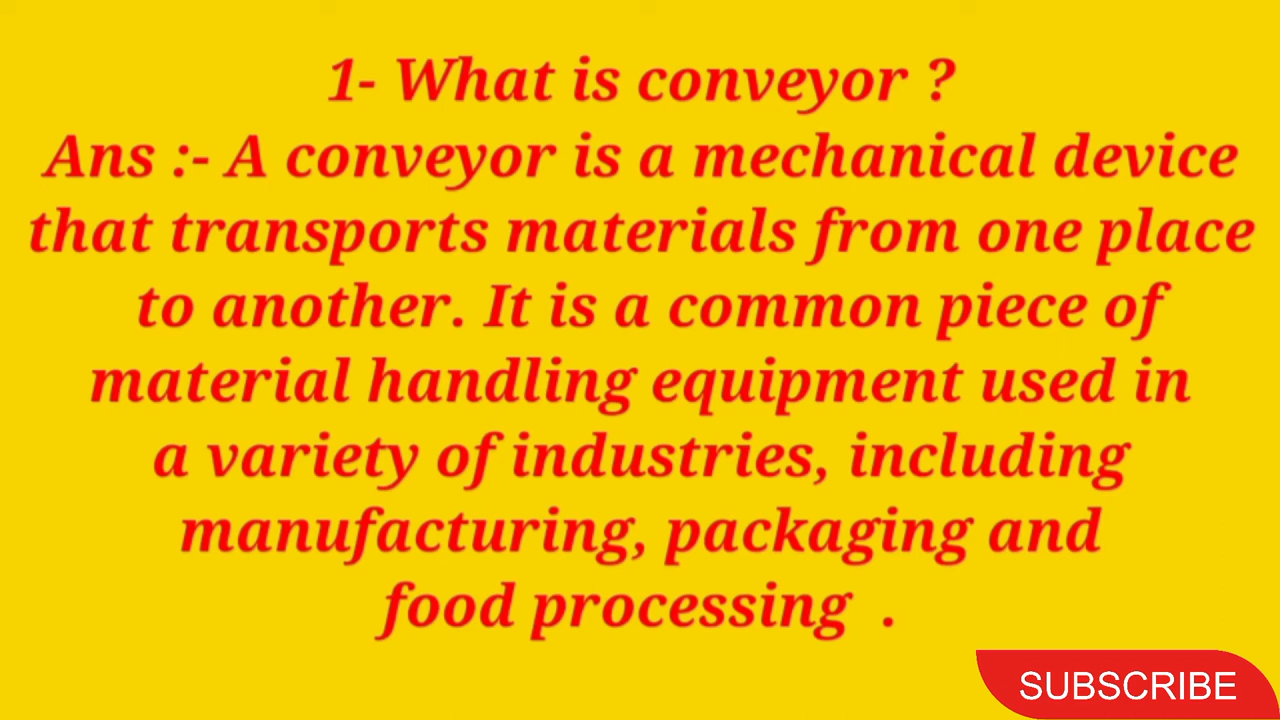 1- What is conveyor ?
Ans :- A conveyor is a mechanical device
that transports materials from one place
to another. It is a common piece of
material handling equipment used in
a variety of industries, including
manufacturing, packaging and
food processing  .
SUBSCRIBE